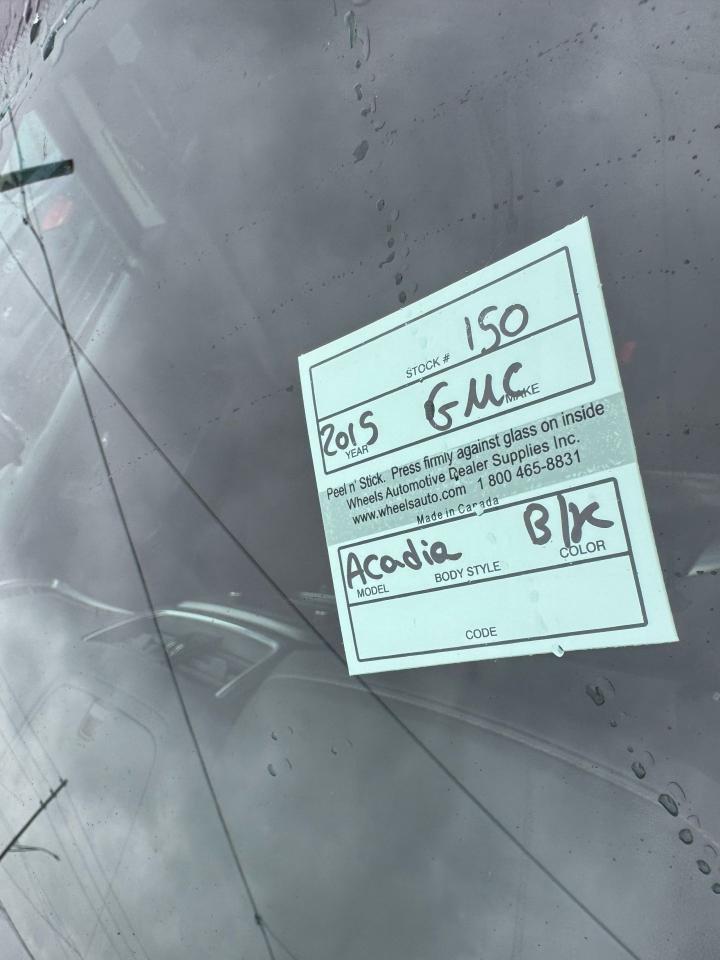 150
STOCK #
2015 GMC
YEAR MAKE
Peel n' Stick. Press firmly against glass on inside
Wheels Automotive Dealer Supplies Inc.
www.wheelsauto.com 1 800 465-8831
Made in Canada
Acadia Blk
MODEL BODY STYLE COLOR
CODE